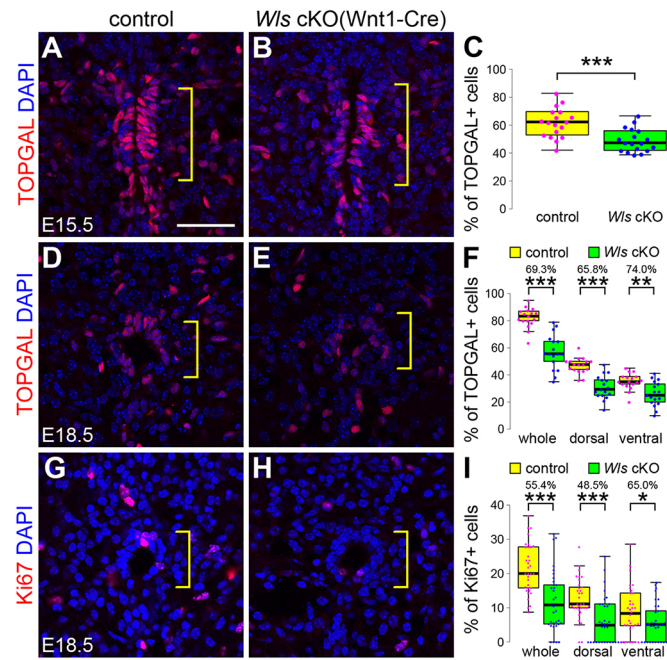 control
Wls cKO(Wnt1-Cre)
TOPGAL DAPI
A
E15.5
B
C
***
% of TOPGAL+ cells
100
80
60
40
20
0
control
Wls cKO
TOPGAL DAPI
D
E18.5
E
F
control
Wls cKO
69.3%
65.8%
74.0%
***
***
**
% of TOPGAL+ cells
100
80
60
40
20
0
whole
dorsal
ventral
Ki67 DAPI
G
E18.5
H
I
control
Wls cKO
55.4%
48.5%
65.0%
***
***
*
% of Ki67+ cells
40
30
20
10
0
whole
dorsal
ventral